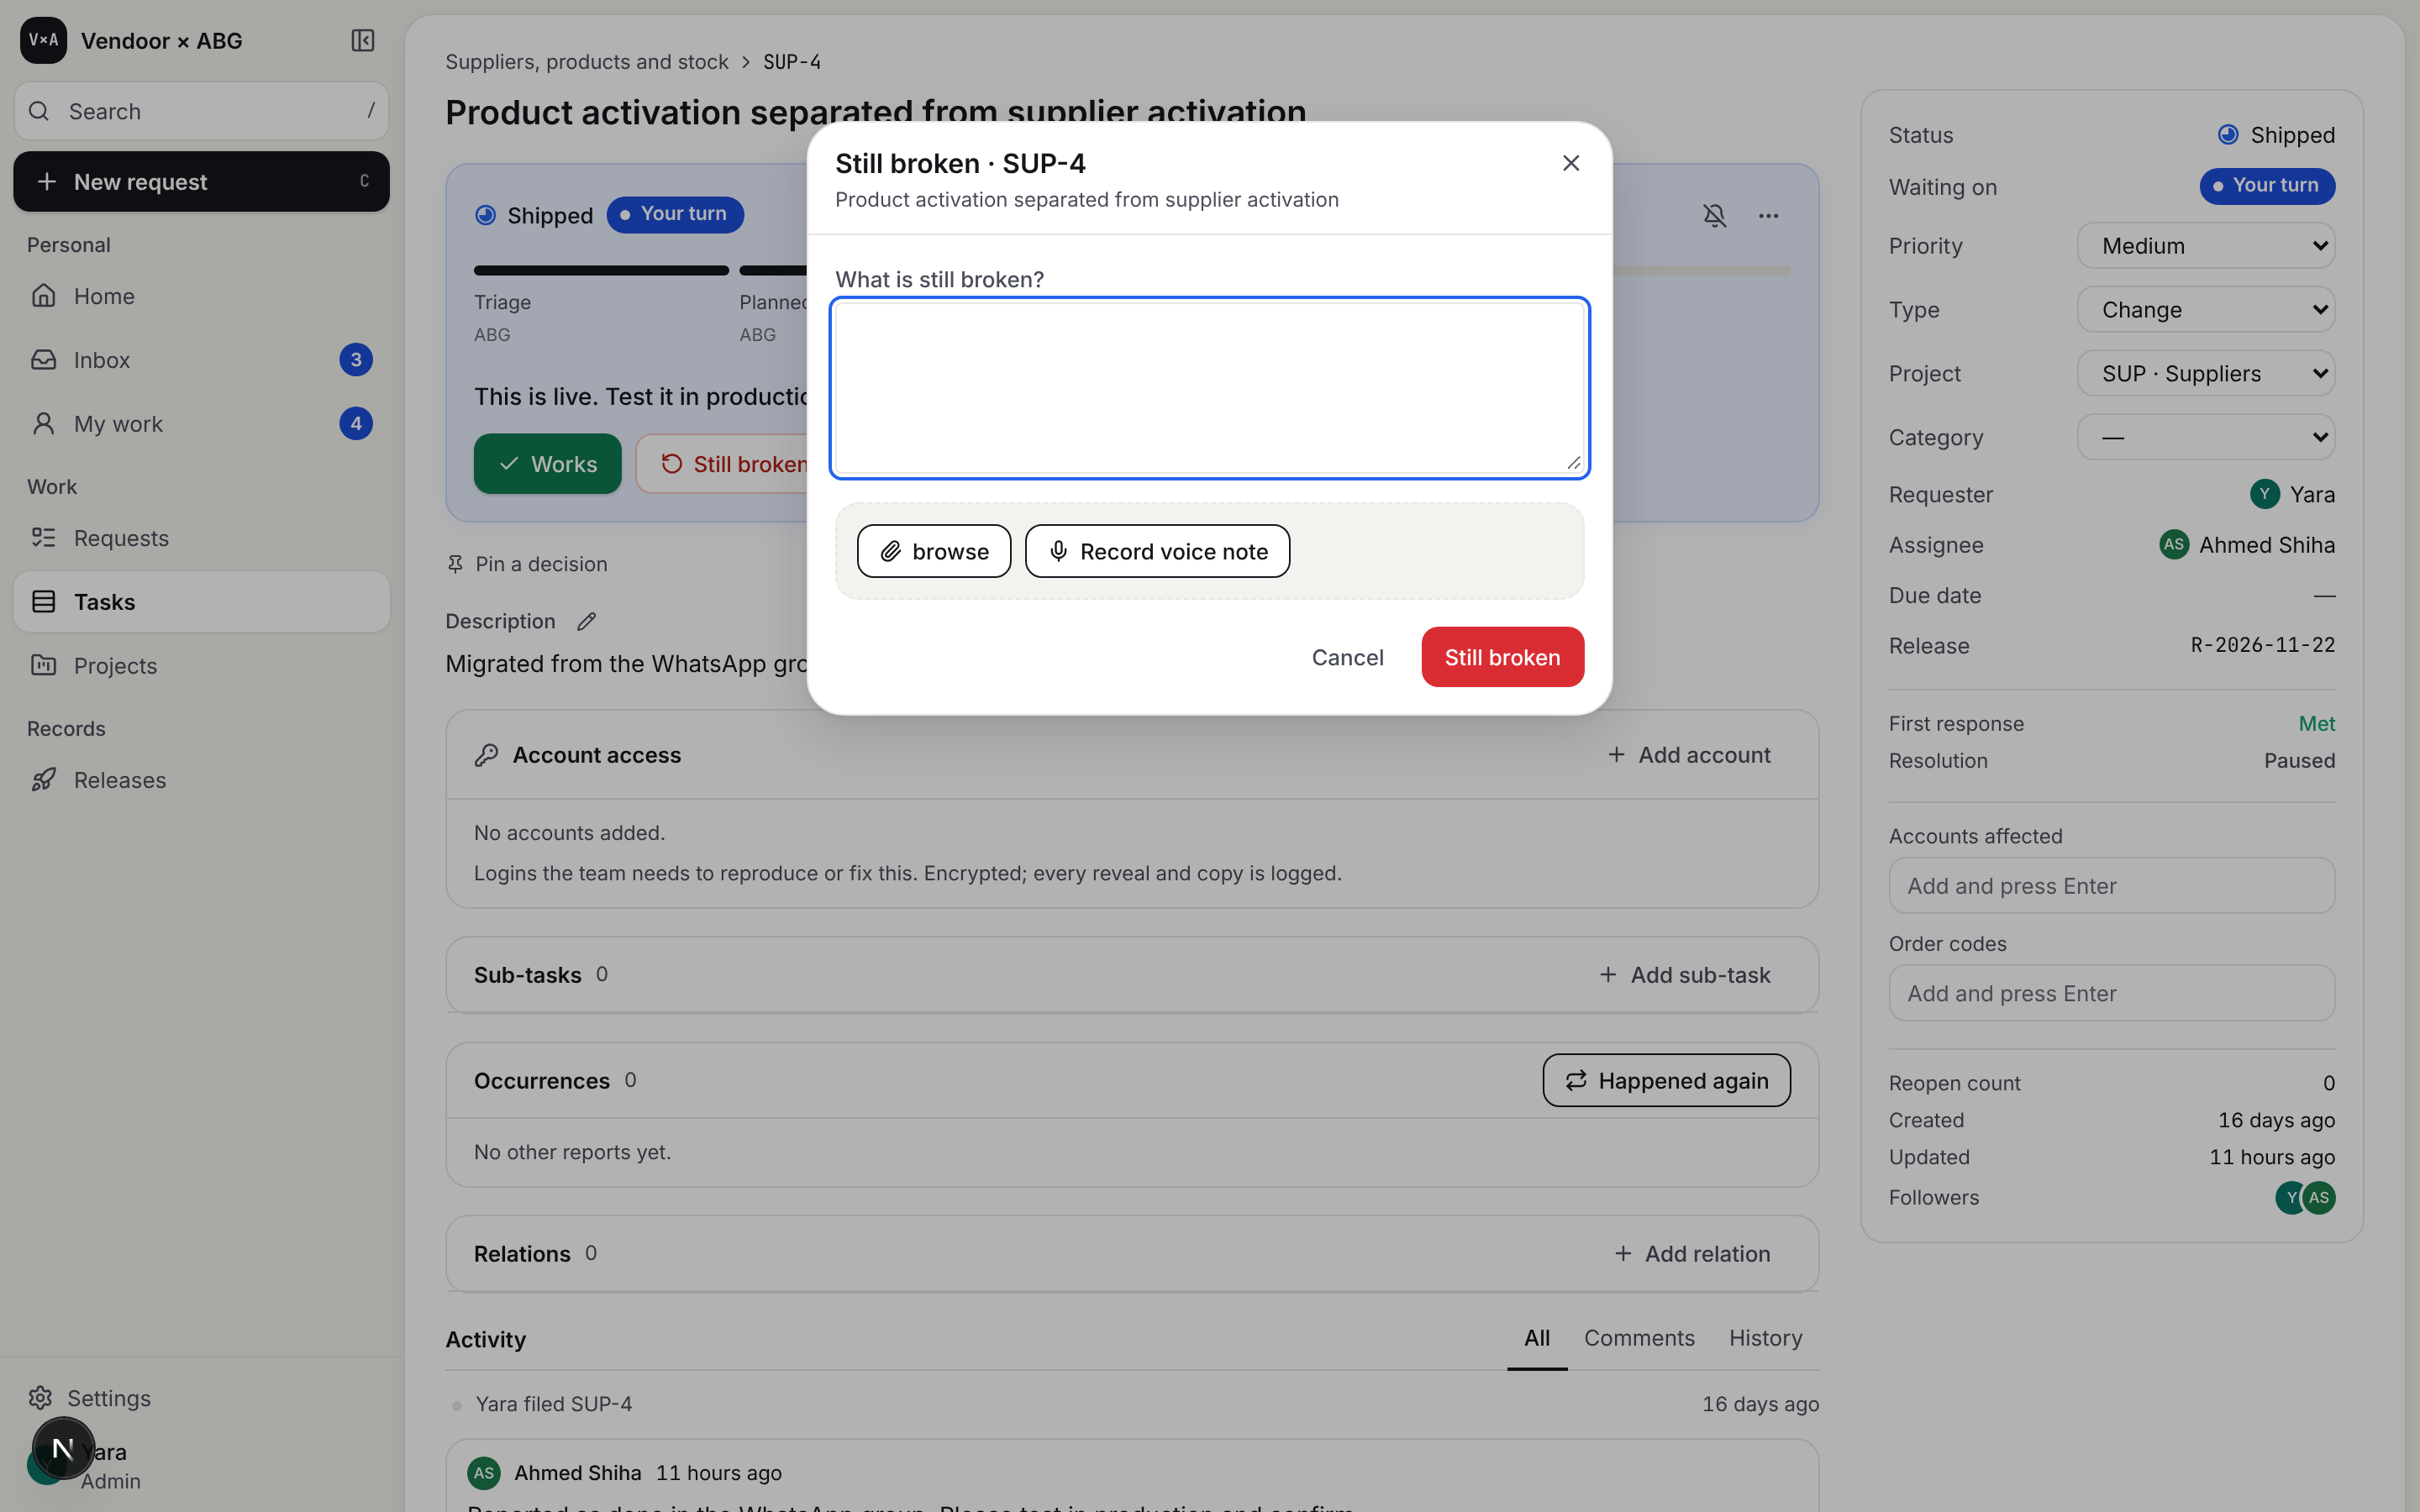 V×A Vendoor × ABG
Search /
New request C
Personal
Home
Inbox 3
My work 4
Work
Requests
Tasks
Projects
Records
Releases
Settings
N
Admin
Suppliers, products and stock > SUP-4
Product activation separated from supplier activation
Shipped Your turn
Triage
ABG
Planned
ABG
This is live. Test it in
Works
Still broken
Pin a decision
Description
Migrated from the WhatsApp
Account access
Add account
No accounts added.
Logins the team needs to reproduce or fix this. Encrypted; every reveal and copy is logged.
Sub-tasks 0
Add sub-task
Occurrences 0
Happened again
No other reports yet.
Relations 0
Add relation
Activity
All Comments History
Yara filed SUP-4 16 days ago
AS Ahmed Shiha 11 hours ago
Still broken · SUP-4
Product activation separated from supplier activation
What is still broken?
browse
Record voice note
Cancel
Still broken
Status Shipped
Waiting on Your turn
Priority Medium
Type Change
Project SUP · Suppliers
Category —
Requester Y Yara
Assignee AS Ahmed Shiha
Due date —
Release R-2026-11-22
First response Met
Resolution Paused
Accounts affected
Add and press Enter
Order codes
Add and press Enter
Reopen count 0
Created 16 days ago
Updated 11 hours ago
Followers Y AS